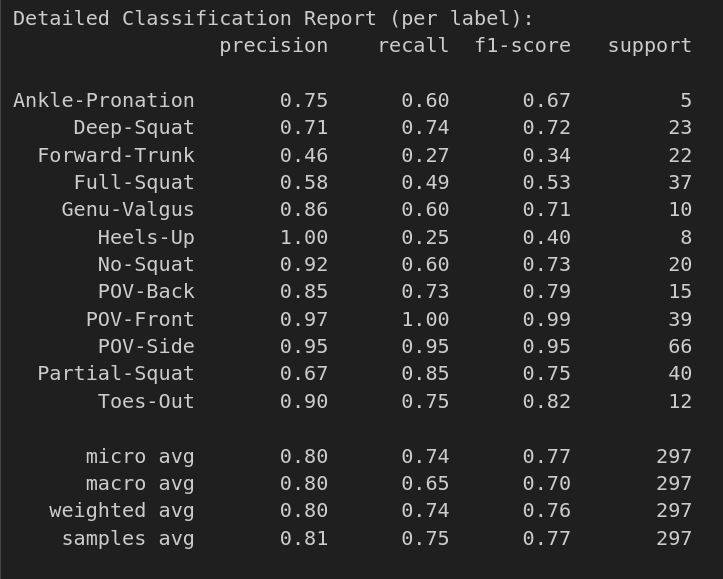 Detailed Classification Report (per label):
precision recall f1-score support
Ankle-Pronation 0.75 0.60 0.67 5
Deep-Squat 0.71 0.74 0.72 23
Forward-Trunk 0.46 0.27 0.34 22
Full-Squat 0.58 0.49 0.53 37
Genu-Valgus 0.86 0.60 0.71 10
Heels-Up 1.00 0.25 0.40 8
No-Squat 0.92 0.60 0.73 20
POV-Back 0.85 0.73 0.79 15
POV-Front 0.97 1.00 0.99 39
POV-Side 0.95 0.95 0.95 66
Partial-Squat 0.67 0.85 0.75 40
Toes-Out 0.90 0.75 0.82 12
micro avg 0.80 0.74 0.77 297
macro avg 0.80 0.65 0.70 297
weighted avg 0.80 0.74 0.76 297
samples avg 0.81 0.75 0.77 297